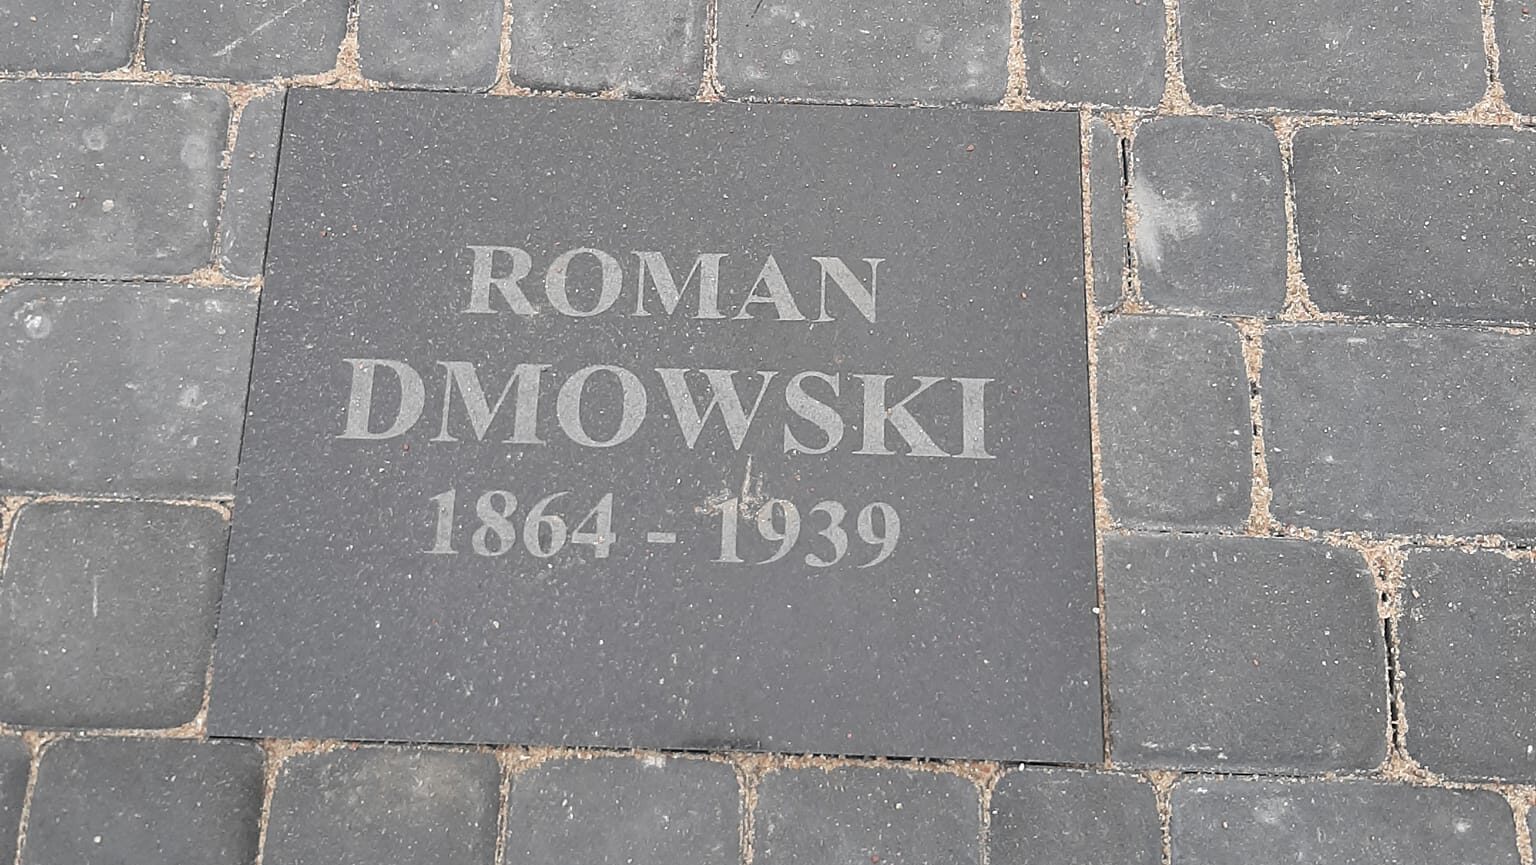 ROMAN
DMOWSKI
1864 - 1939